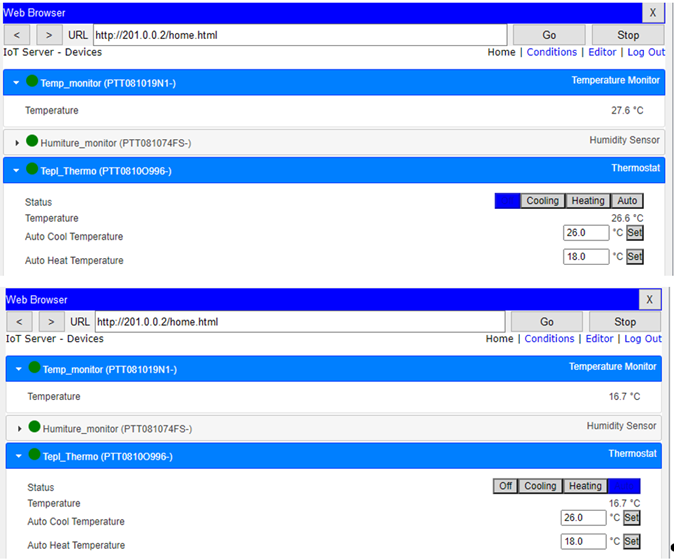 Web Browser X
< > URL http://201.0.0.2/home.html Go Stop
IoT Server - Devices Home | Conditions | Editor | Log Out
Temp_monitor (PTT081019N1-) Temperature Monitor
Temperature 27.6 °C
Humiture_monitor (PTT081074FS-) Humidity Sensor
Tepl_Thermo (PTT0810O996-) Thermostat
Status Cooling Heating Auto
Temperature 26.6 °C
Auto Cool Temperature 26.0 °C Set
Auto Heat Temperature 18.0 °C Set
Web Browser X
< > URL http://201.0.0.2/home.html Go Stop
IoT Server - Devices Home | Conditions | Editor | Log Out
Temp_monitor (PTT081019N1-) Temperature Monitor
Temperature 16.7 °C
Humiture_monitor (PTT081074FS-) Humidity Sensor
Tepl_Thermo (PTT0810O996-) Thermostat
Status Off Cooling Heating
Temperature 16.7 °C
Auto Cool Temperature 26.0 °C Set
Auto Heat Temperature 18.0 °C Set